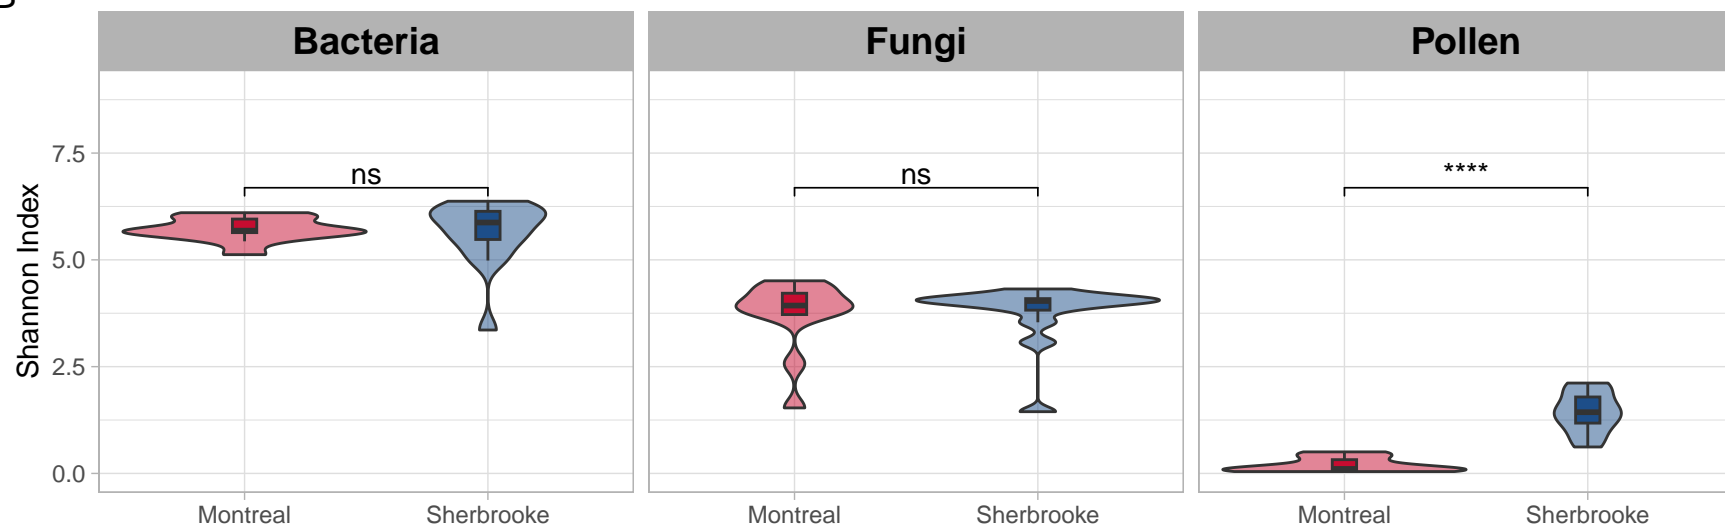 Bacteria Fungi Pollen
Shannon Index
7.5
5.0
2.5
0.0
ns ns ****
Montreal Sherbrooke Montreal Sherbrooke Montreal Sherbrooke